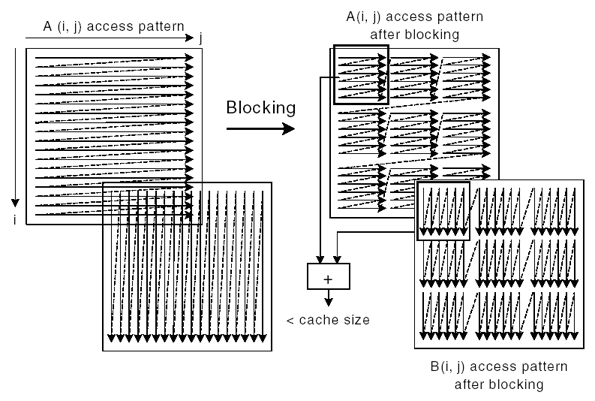 A (i, j) access pattern
j
i
Blocking
A(i, j) access pattern
after blocking
+
< cache size
B(i, j) access pattern
after blocking